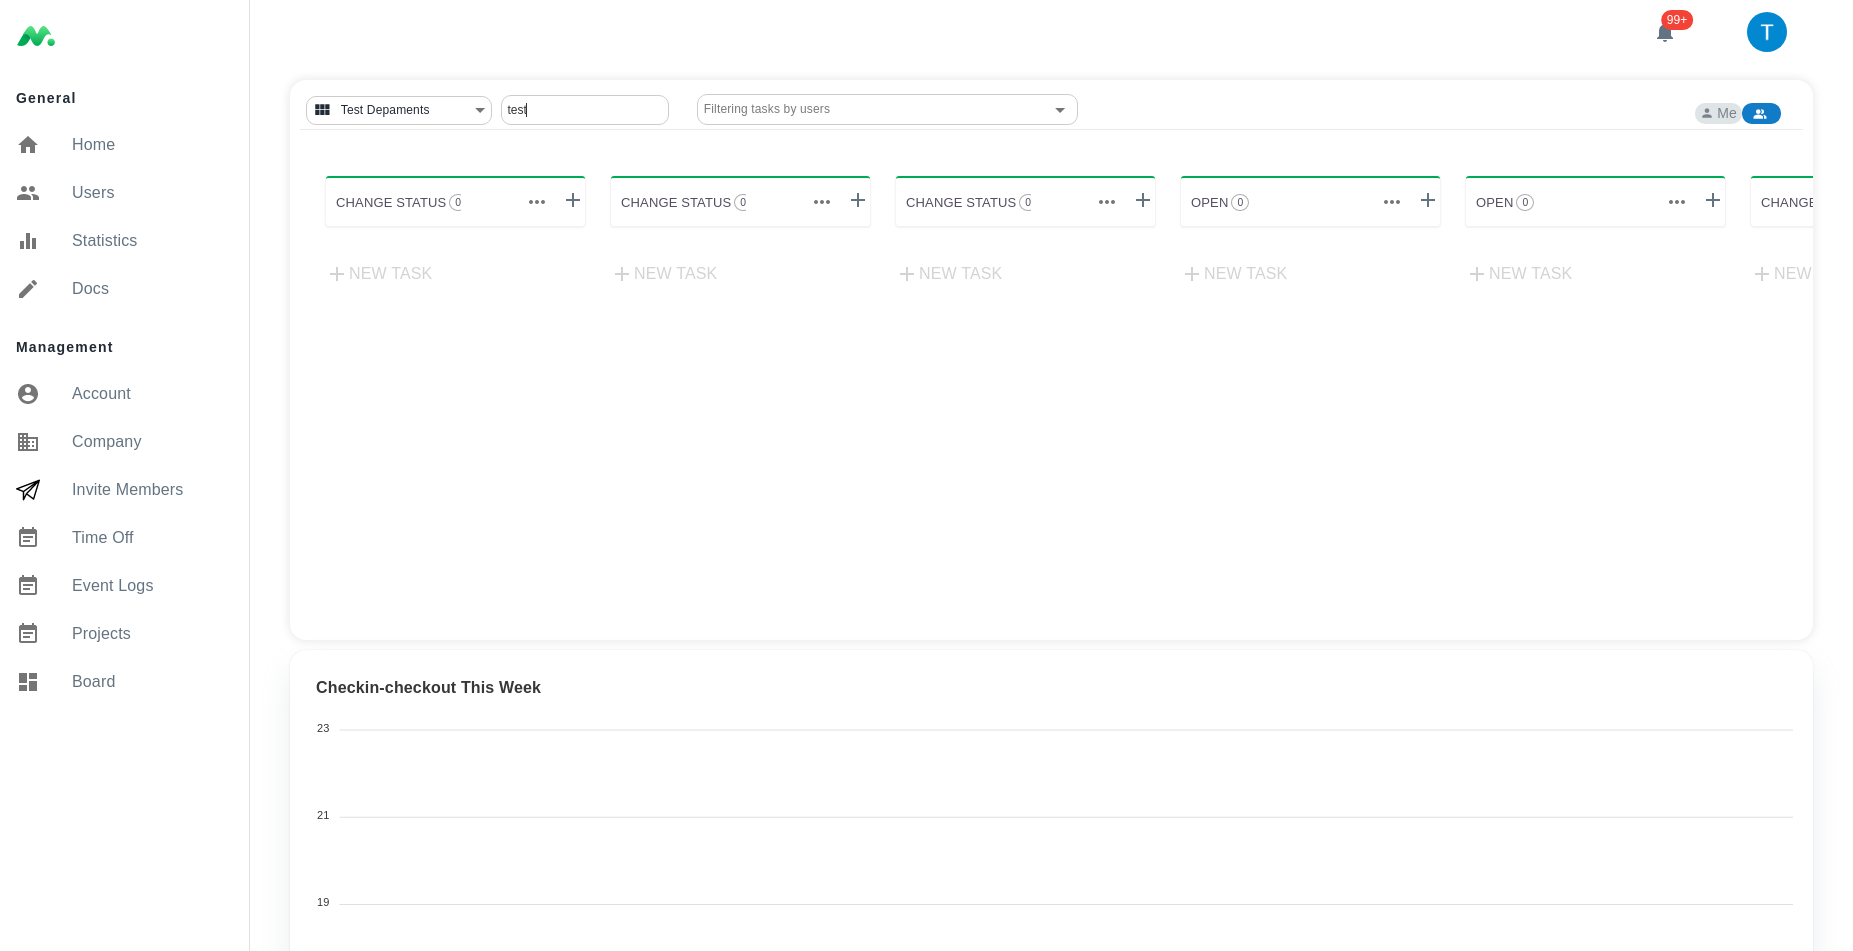 99+
T
General
Home
Users
Statistics
Docs
Management
Account
Company
Invite Members
Time Off
Event Logs
Projects
Board
Test Depaments
test
Filtering tasks by users
Me
CHANGE STATUS 0
CHANGE STATUS 0
CHANGE STATUS 0
OPEN 0
OPEN 0
CHANGE
NEW TASK
NEW TASK
NEW TASK
NEW TASK
NEW TASK
NEW
Checkin-checkout This Week
23
21
19